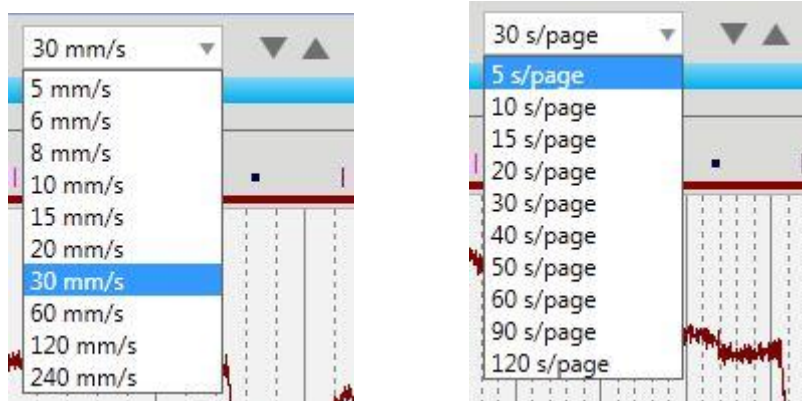 30 mm/s
5 mm/s
6 mm/s
8 mm/s
10 mm/s
15 mm/s
20 mm/s
30 mm/s
60 mm/s
120 mm/s
240 mm/s
30 s/page
5 s/page
10 s/page
15 s/page
20 s/page
30 s/page
40 s/page
50 s/page
60 s/page
90 s/page
120 s/page